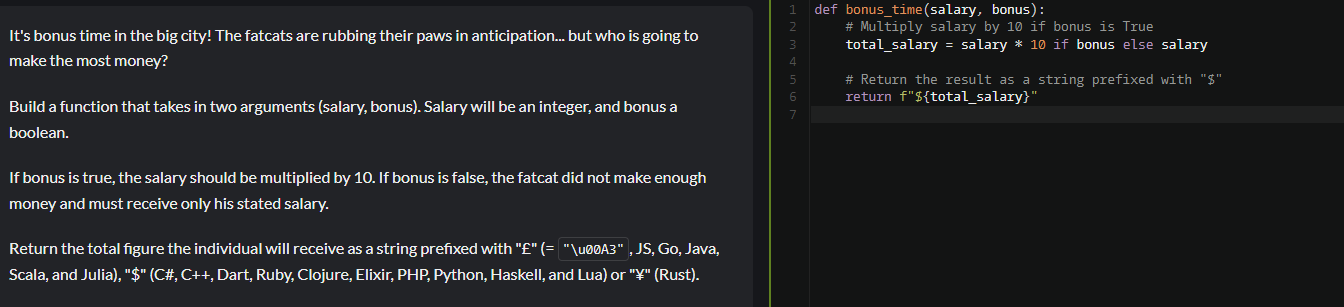 It's bonus time in the big city! The fatcats are rubbing their paws in anticipation... but who is going to
make the most money?
Build a function that takes in two arguments (salary, bonus). Salary will be an integer, and bonus a
boolean.
If bonus is true, the salary should be multiplied by 10. If bonus is false, the fatcat did not make enough
money and must receive only his stated salary.
Return the total figure the individual will receive as a string prefixed with "£" (= "\u00A3", JS, Go, Java,
Scala, and Julia), "$" (C#, C++, Dart, Ruby, Clojure, Elixir, PHP, Python, Haskell, and Lua) or "¥" (Rust).
1 def bonus_time(salary, bonus):
2     # Multiply salary by 10 if bonus is True
3     total_salary = salary * 10 if bonus else salary
4
5     # Return the result as a string prefixed with "$"
6     return f"${total_salary}"
7